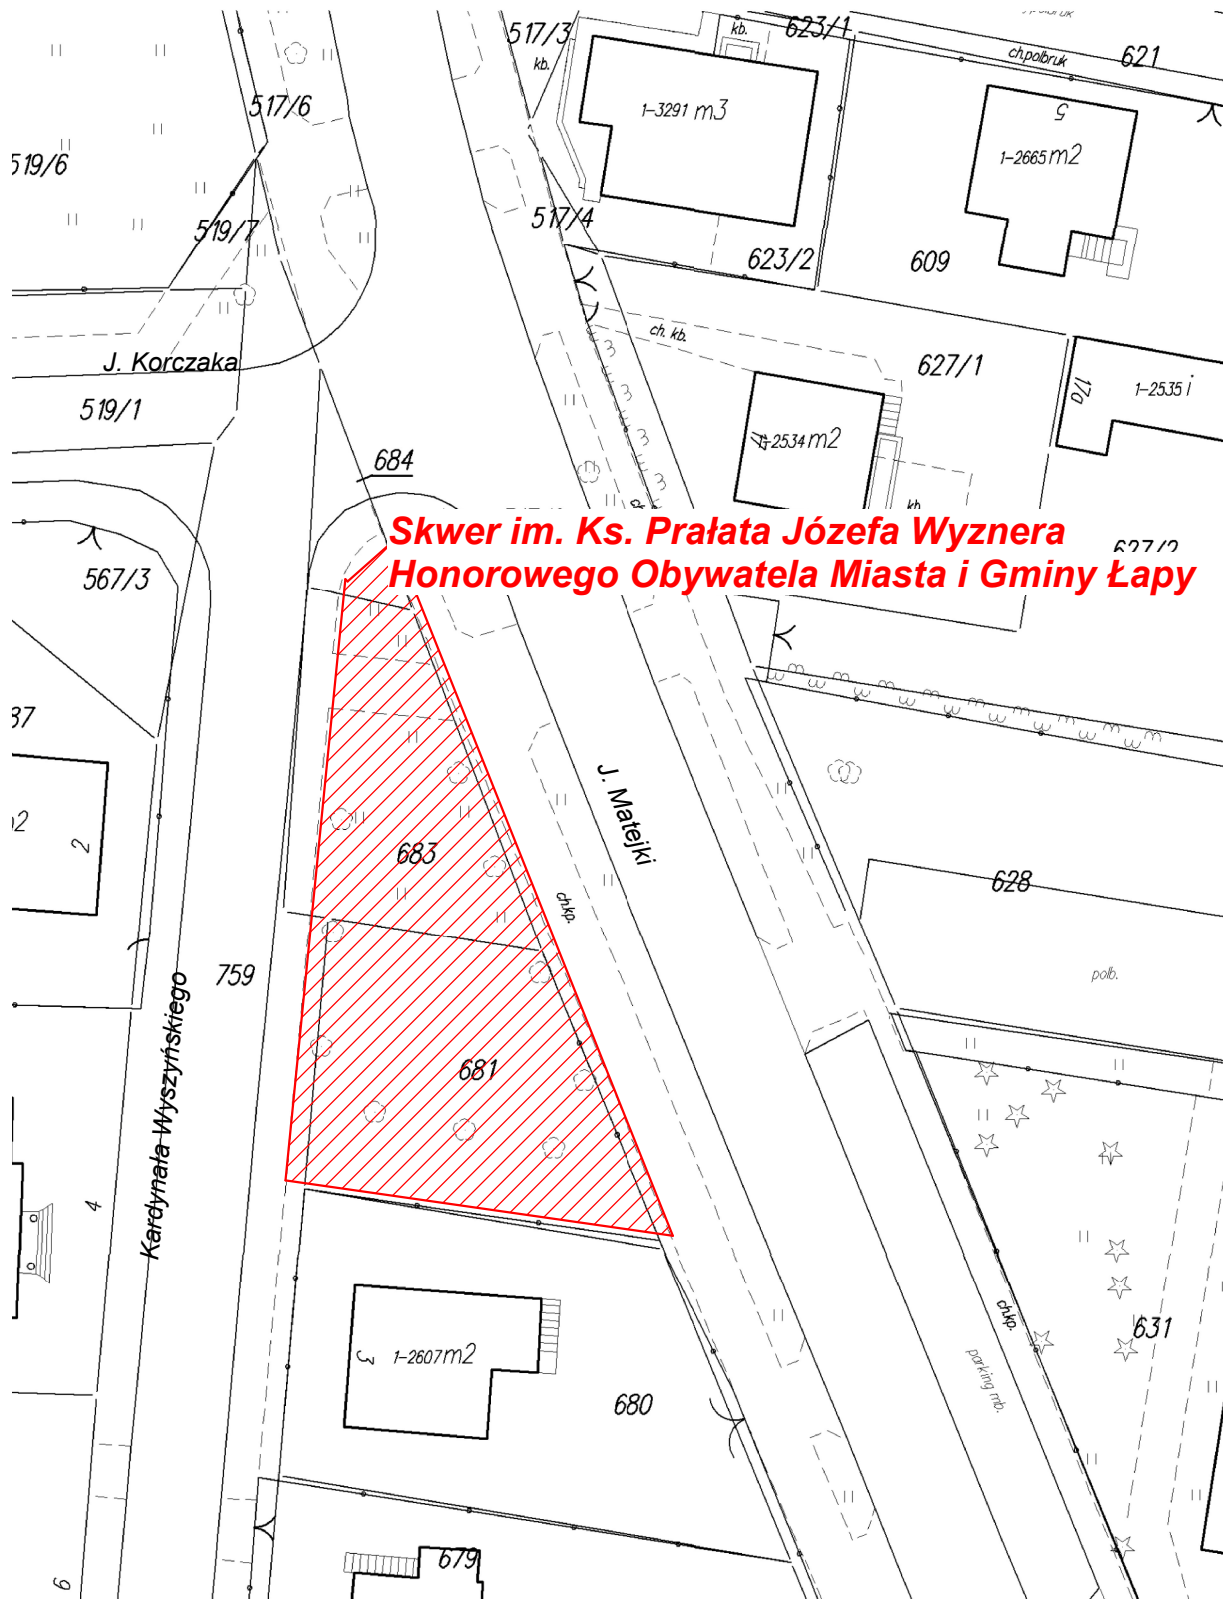 517/3
kb.
kb.
623/1
ch.polbruk
621
517/6
1-3291 m3
5
1-2665 m2
519/6
519/7
517/4
623/2
609
J. Korczaka
ch. kb.
627/1
17a
1-2535 i
519/1
1-2534 m2
684
kb.
Skwer im. Ks. Prałata Józefa Wyznera
Honorowego Obywatela Miasta i Gminy Łapy
627/2
567/3
37
2
J. Matejki
683
628
ch.kp.
759
polb.
Kardynała Wyszyńskiego
681
4
ch.kp.
631
3
1-2607 m2
parking mb.
680
679
6